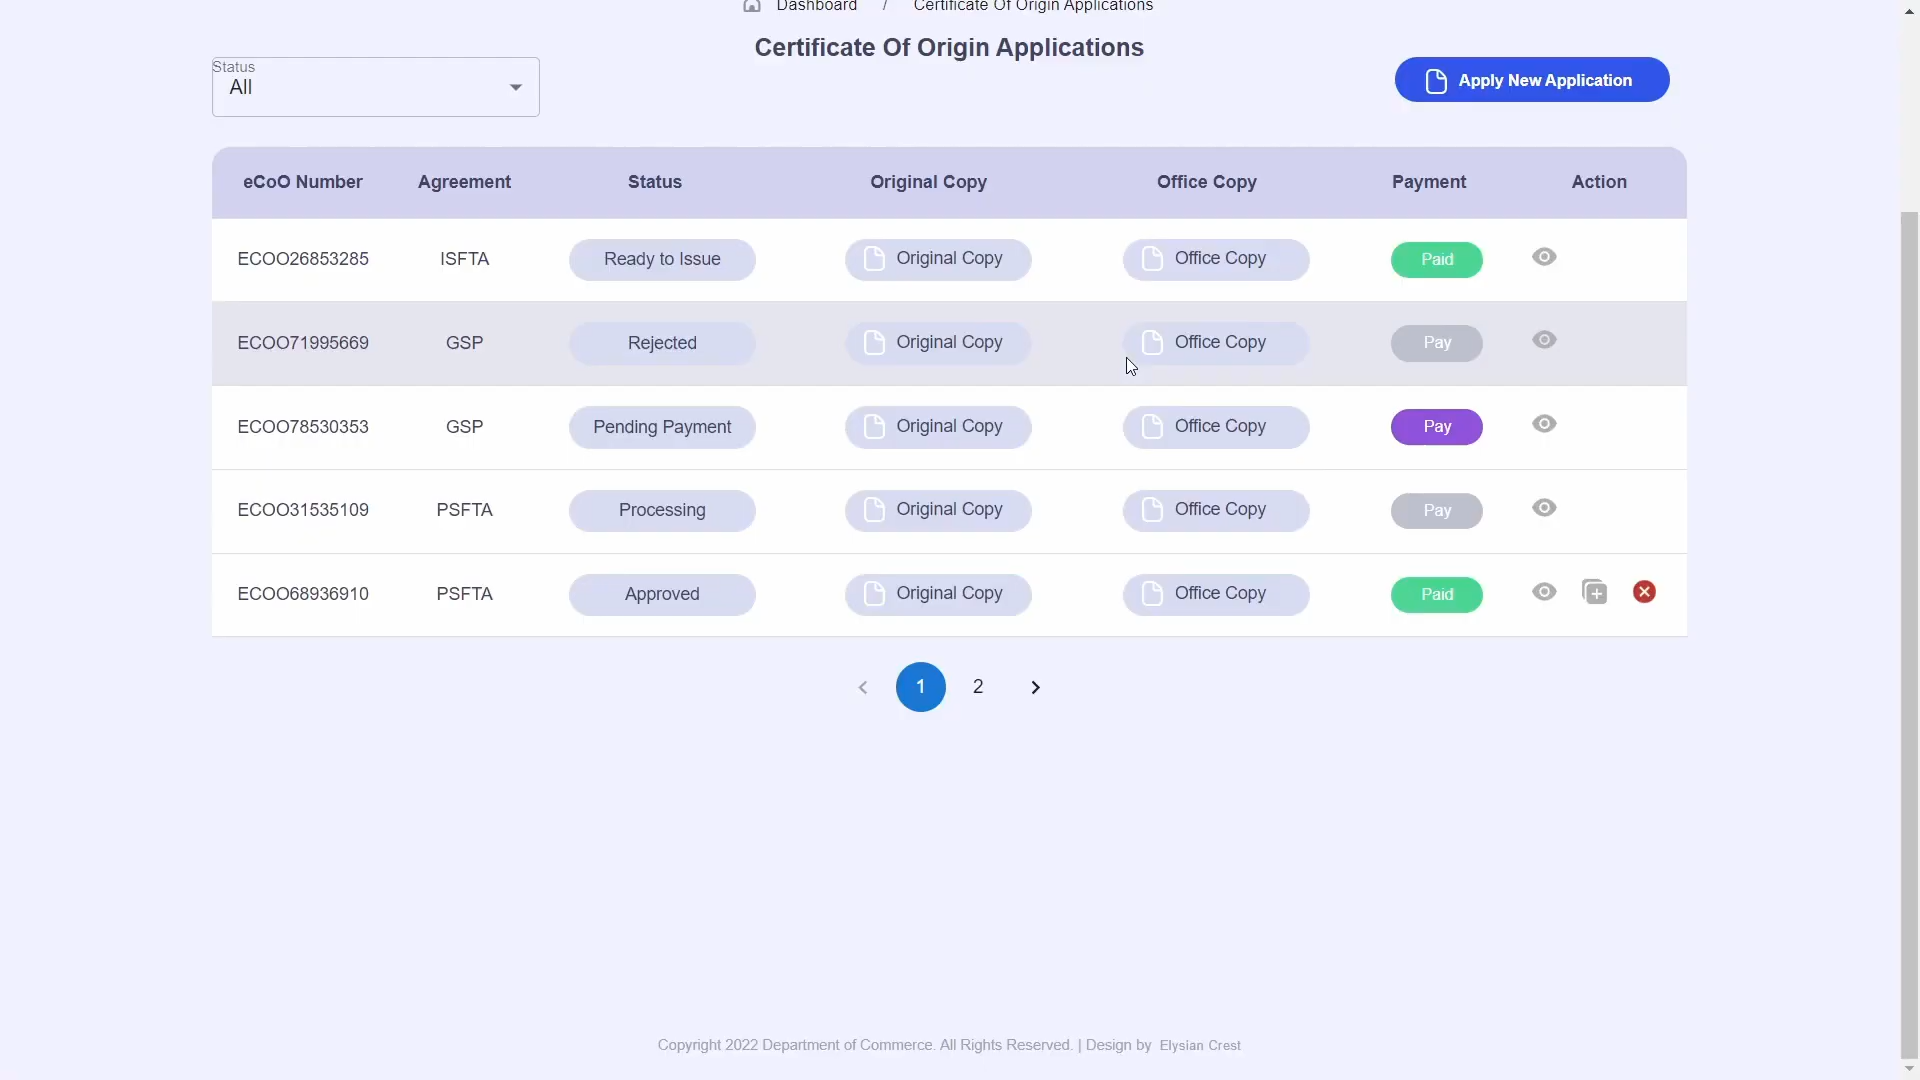 Dashboard / Certificate Of Origin Applications
Certificate Of Origin Applications
Status
All
Apply New Application
eCoO Number Agreement Status Original Copy Office Copy Payment Action
ECOO26853285 ISFTA Ready to Issue Original Copy Office Copy Paid
ECOO71995669 GSP Rejected Original Copy Office Copy Pay
ECOO78530353 GSP Pending Payment Original Copy Office Copy Pay
ECOO31535109 PSFTA Processing Original Copy Office Copy Pay
ECOO68936910 PSFTA Approved Original Copy Office Copy Paid
1 2
Copyright 2022 Department of Commerce. All Rights Reserved. | Design by Elysian Crest